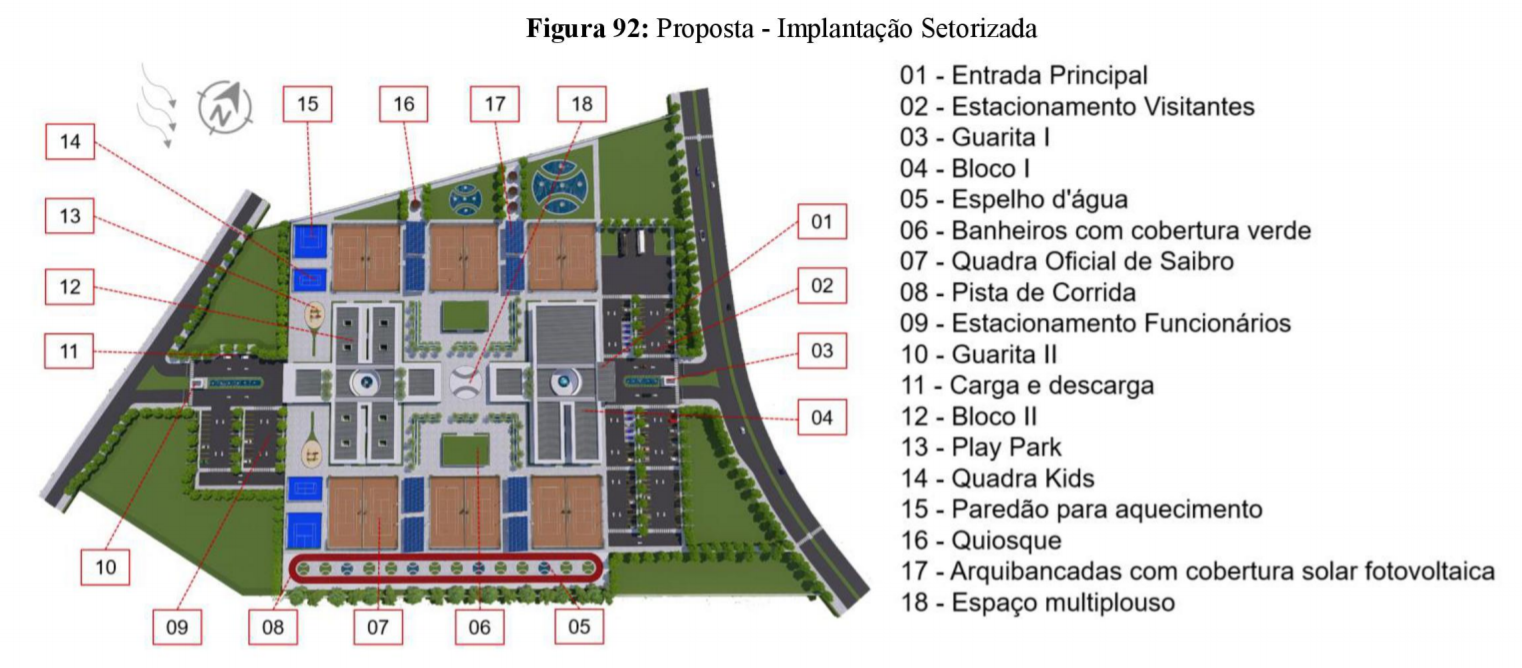 Figura 92: Proposta - Implantação Setorizada
15
16
17
18
14
13
12
11
10
09
08
07
06
05
01
02
03
04
N
01 - Entrada Principal
02 - Estacionamento Visitantes
03 - Guarita I
04 - Bloco I
05 - Espelho d'água
06 - Banheiros com cobertura verde
07 - Quadra Oficial de Saibro
08 - Pista de Corrida
09 - Estacionamento Funcionários
10 - Guarita II
11 - Carga e descarga
12 - Bloco II
13 - Play Park
14 - Quadra Kids
15 - Paredão para aquecimento
16 - Quiosque
17 - Arquibancadas com cobertura solar fotovoltaica
18 - Espaço multiplouso